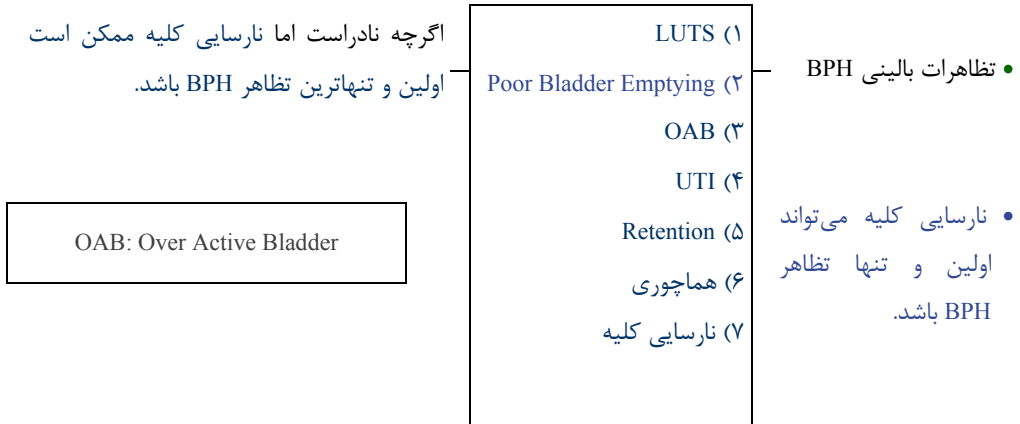 • تظاهرات بالینی BPH
۱) LUTS
۲) Poor Bladder Emptying
۳) OAB
۴) UTI
۵) Retention
۶) هماچوری
۷) نارسایی کلیه
اگرچه نادراست اما نارسایی کلیه ممکن است
اولین و تنهاترین تظاهر BPH باشد.
• نارسایی کلیه می‌تواند
اولین و تنها تظاهر
BPH باشد.
OAB: Over Active Bladder